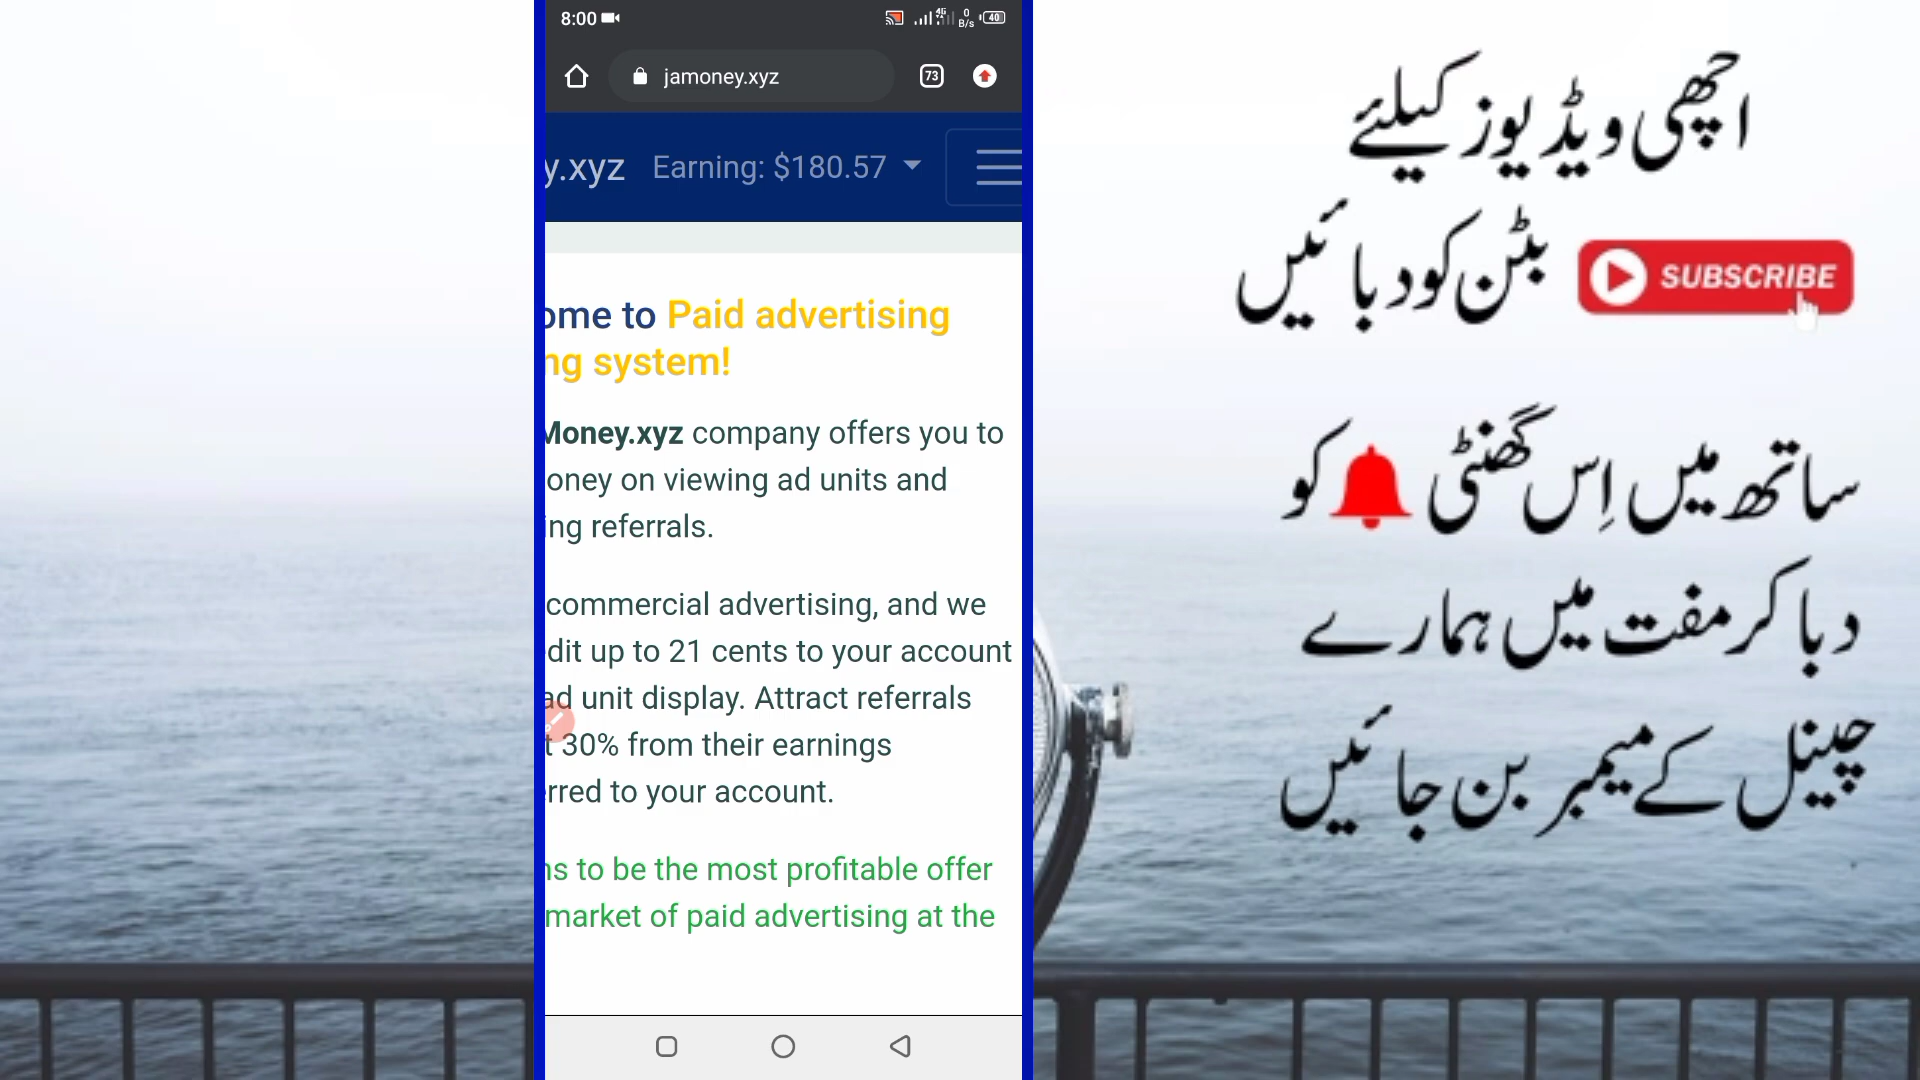 8:00
4G
0
B/s
40
jamoney.xyz
73
y.xyz Earning: $180.57
ome to Paid advertising
ng system!
Money.xyz company offers you to
oney on viewing ad units and
ing referrals.
commercial advertising, and we
dit up to 21 cents to your account
ad unit display. Attract referrals
t 30% from their earnings
rred to your account.
ns to be the most profitable offer
market of paid advertising at the
اچھی ویڈیوز کیلئے
بٹن کو دبائیں
SUBSCRIBE
ساتھ میں اِس گھنٹی کو
دبا کر مفت میں ہمارے
چینل کے میمبر بن جائیں